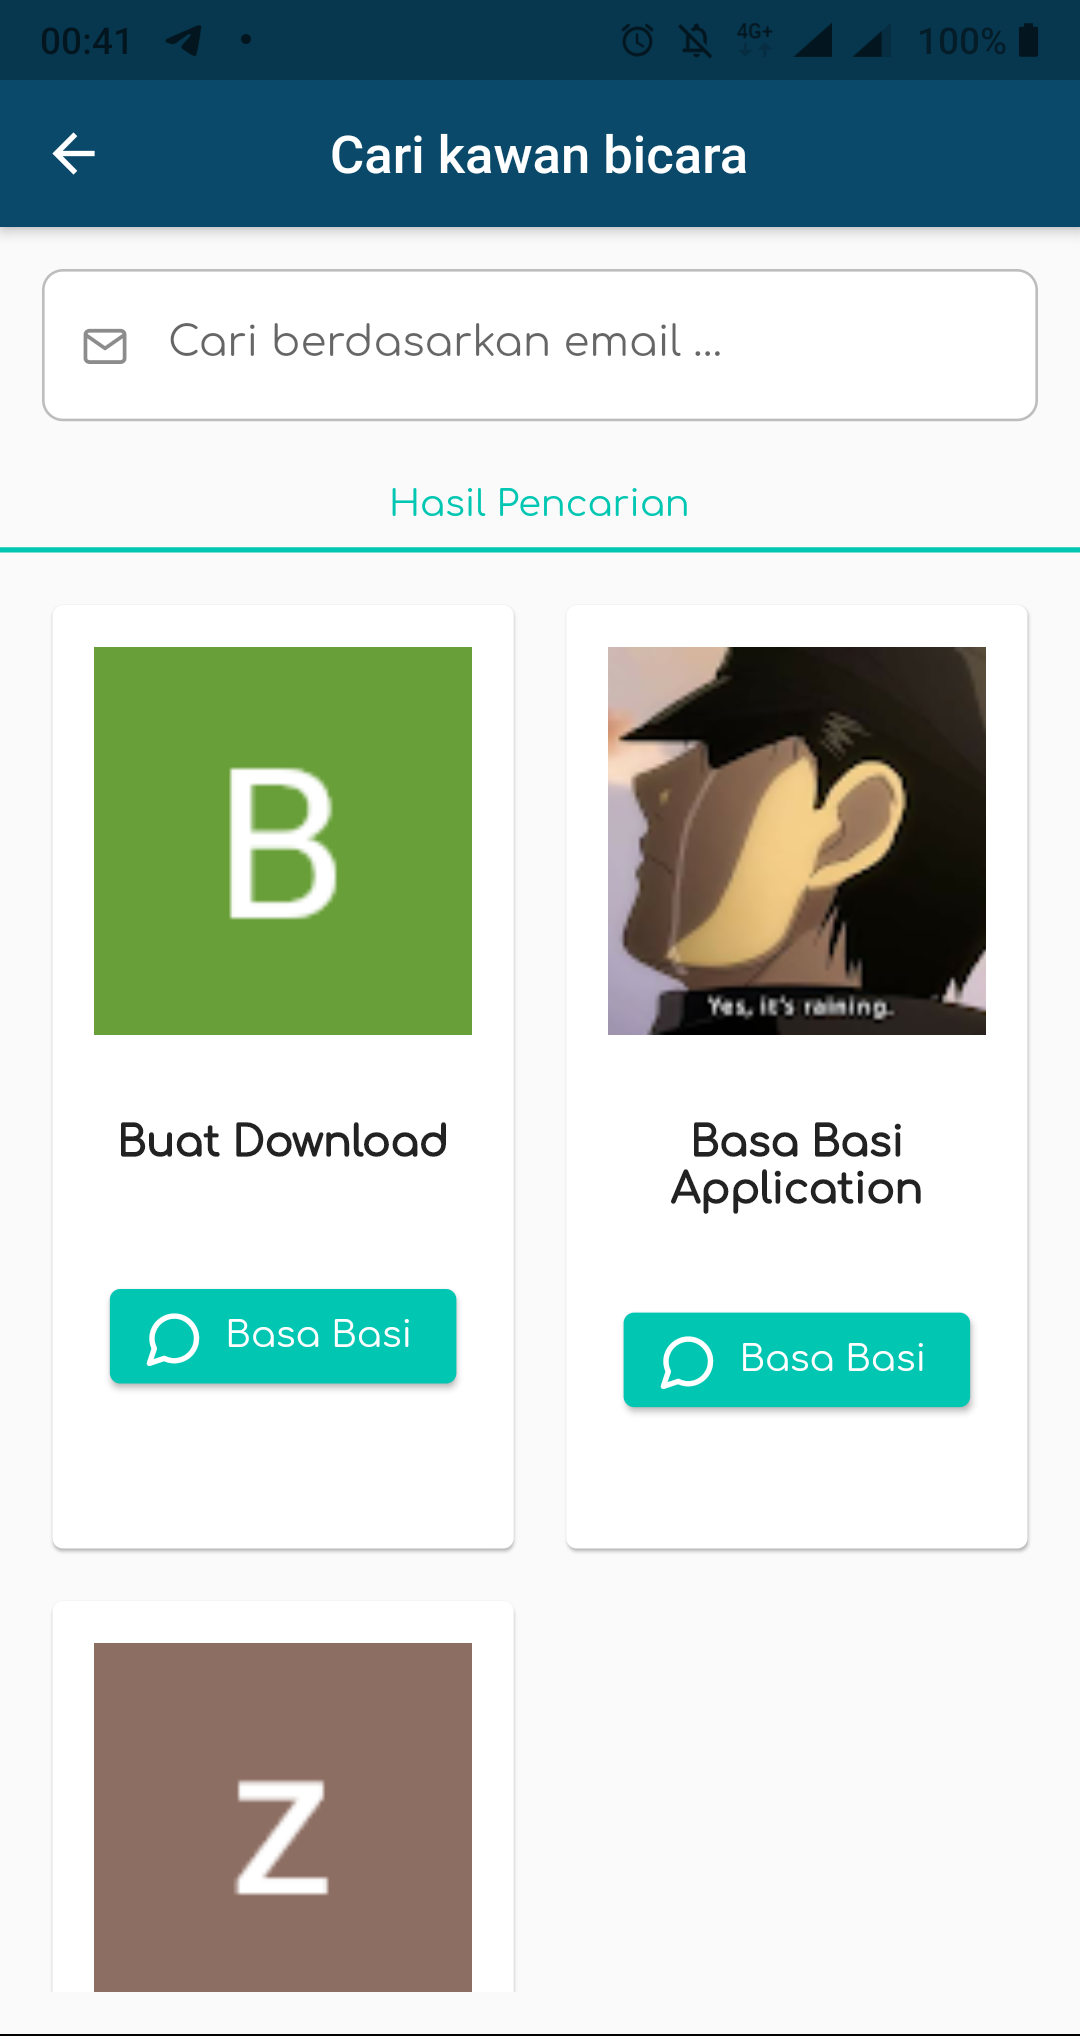 00:41
4G+
100%
Cari kawan bicara
Cari berdasarkan email ...
Hasil Pencarian
B
Yes, it's raining.
Buat Download
Basa Basi
Application
Basa Basi
Basa Basi
Z